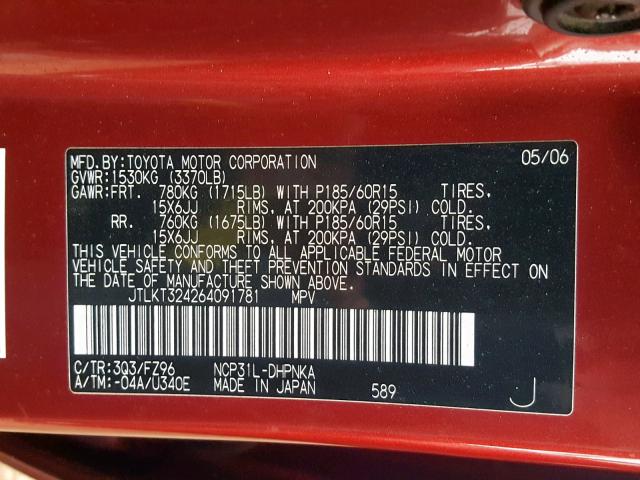 MFD.BY:TOYOTA MOTOR CORPORATION 05/06
GVWR:1530KG (3370LB)
GAWR:FRT. 780KG (1715LB) WITH P185/60R15 TIRES,
15X6JJ RIMS, AT 200KPA (29PSI) COLD.
RR. 760KG (1675LB) WITH P185/60R15 TIRES,
15X6JJ RIMS, AT 200KPA (29PSI) COLD.
THIS VEHICLE CONFORMS TO ALL APPLICABLE FEDERAL MOTOR
VEHICLE SAFETY AND THEFT PREVENTION STANDARDS IN EFFECT ON
THE DATE OF MANUFACTURE SHOWN ABOVE.
JTLKT324264091781 MPV
C/TR:3Q3/FZ96 NCP31L-DHPNKA
A/TM:-04A/U340E MADE IN JAPAN 589 J